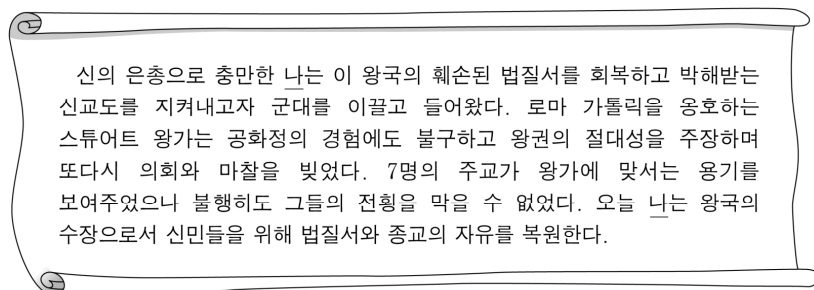 신의 은총으로 충만한 나는 이 왕국의 훼손된 법질서를 회복하고 박해받는
신교도를 지켜내고자 군대를 이끌고 들어왔다. 로마 가톨릭을 옹호하는
스튜어트 왕가는 공화정의 경험에도 불구하고 왕권의 절대성을 주장하며
또다시 의회와 마찰을 빚었다. 7명의 주교가 왕가에 맞서는 용기를
보여주었으나 불행히도 그들의 전횡을 막을 수 없었다. 오늘 나는 왕국의
수장으로서 신민들을 위해 법질서와 종교의 자유를 복원한다.